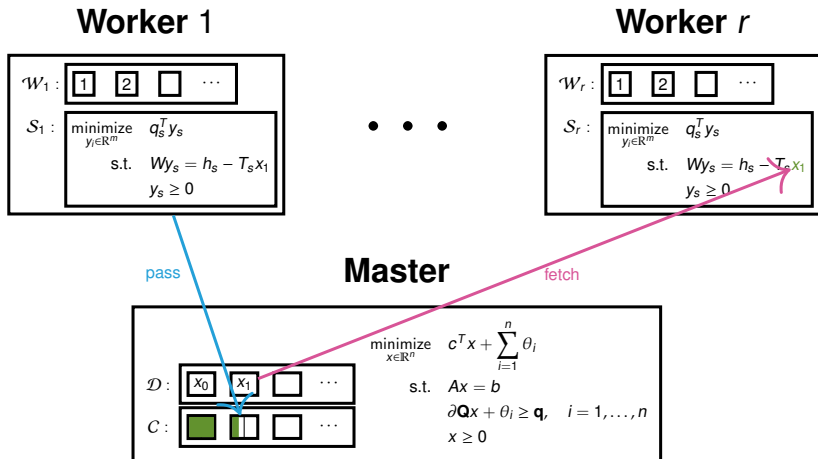 Worker 1
𝒲₁ : 1 2 ⋯
𝒮₁ : minimize qₛᵀyₛ
yᵢ∈ℝᵐ
s.t. Wyₛ = hₛ − Tₛx₁
yₛ ≥ 0
• • •
Worker r
𝒲ᵣ : 1 2 ⋯
𝒮ᵣ : minimize qₛᵀyₛ
yᵢ∈ℝᵐ
s.t. Wyₛ = hₛ − Tₛx₁
yₛ ≥ 0
pass
fetch
Master
minimize cᵀx + ∑ᵢ₌₁ⁿ θᵢ
x∈ℝⁿ
𝒟 : x₀ x₁ ⋯
s.t. Ax = b
𝒞 : ⋯
∂𝐐x + θᵢ ≥ 𝐪, i = 1, . . . , n
x ≥ 0